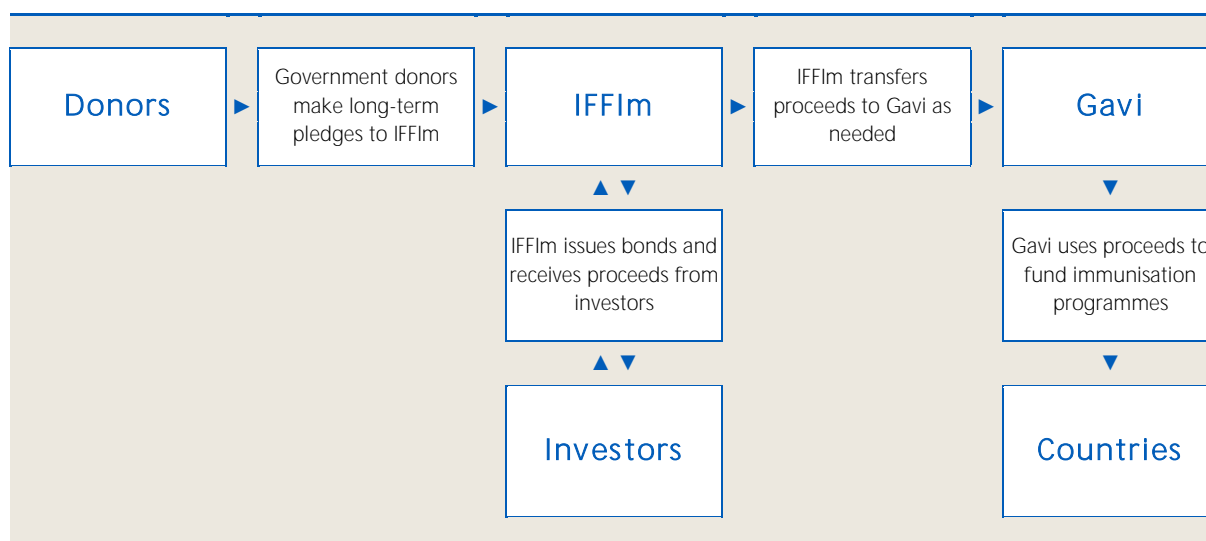 Donors
Government donors
make long-term
pledges to IFFIm
IFFIm
IFFIm transfers
proceeds to Gavi as
needed
Gavi
IFFIm issues bonds and
receives proceeds from
investors
Gavi uses proceeds to
fund immunisation
programmes
Investors
Countries